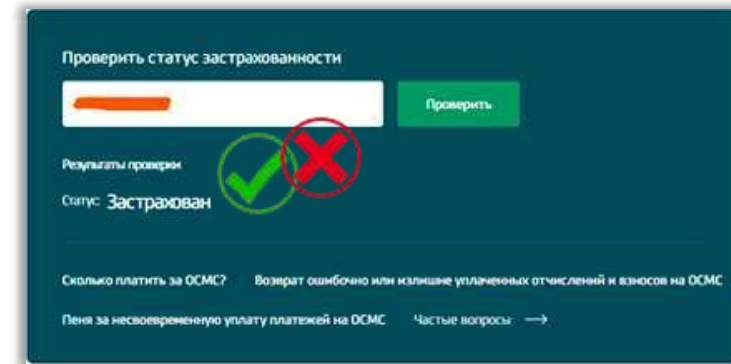 Проверить статус застрахованности
Проверить
Результаты проверки
Статус: Застрахован
Сколько платить за ОСМС? Возврат ошибочно или излишне уплаченных отчислений и взносов на ОСМС
Пеня за несвоевременную уплату платежей на ОСМС Частые вопросы →